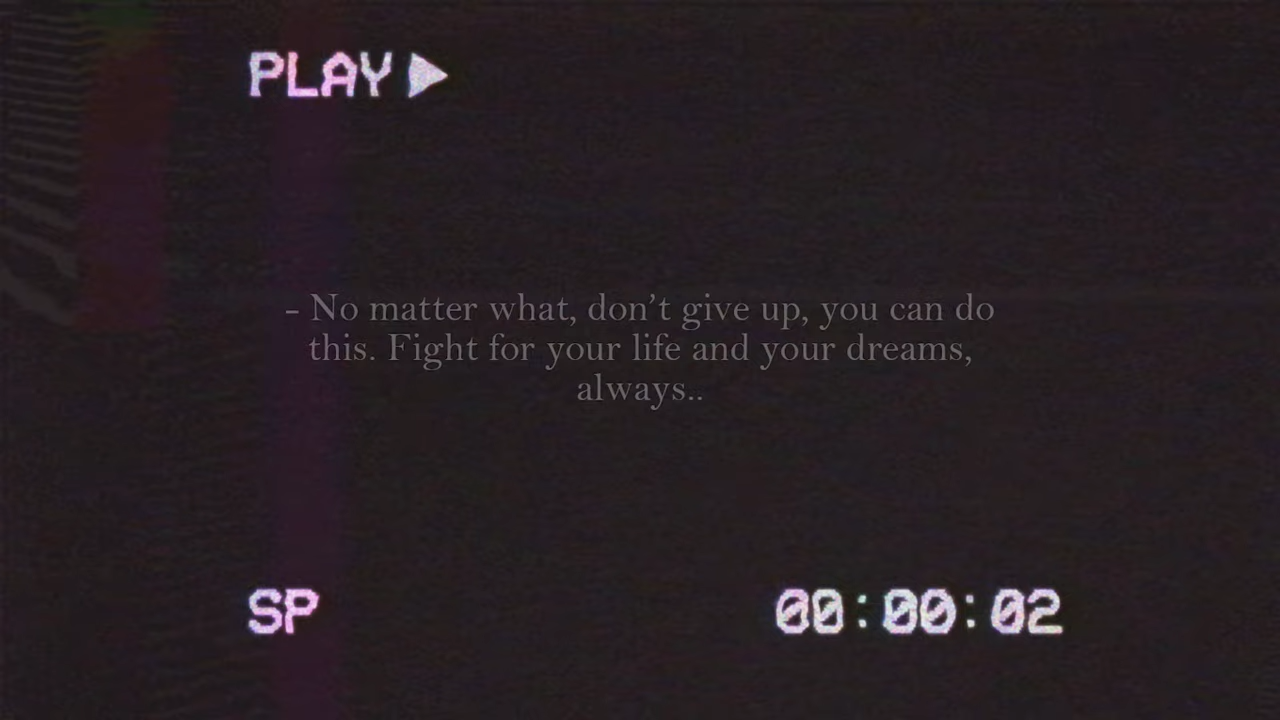 PLAY ▶
- No matter what, don't give up, you can do
this. Fight for your life and your dreams,
always..
SP
00:00:02